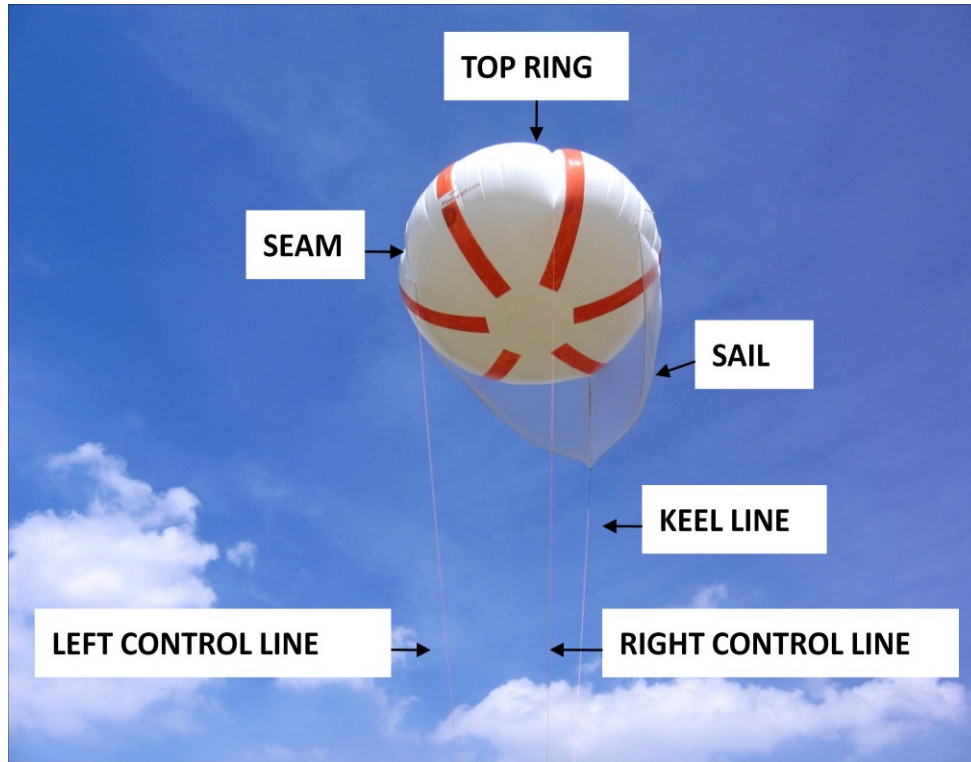 TOP RING
SEAM
SAIL
KEEL LINE
LEFT CONTROL LINE
RIGHT CONTROL LINE